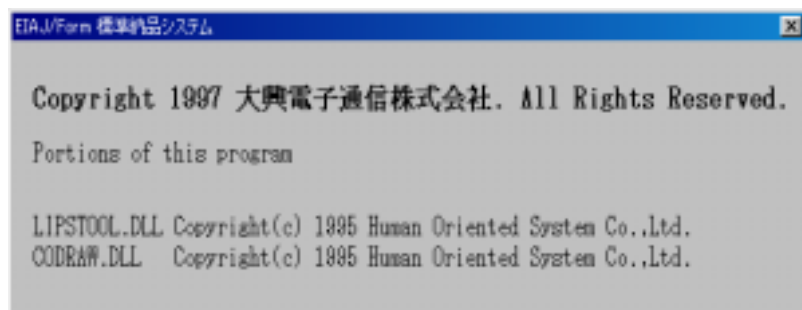 EIAJ/Form 標準納品システム
Copyright 1997 大興電子通信株式会社. All Rights Reserved.
Portions of this program
LIPSTOOL.DLL Copyright(c) 1995 Human Oriented System Co.,Ltd.
CODRAW.DLL Copyright(c) 1995 Human Oriented System Co.,Ltd.